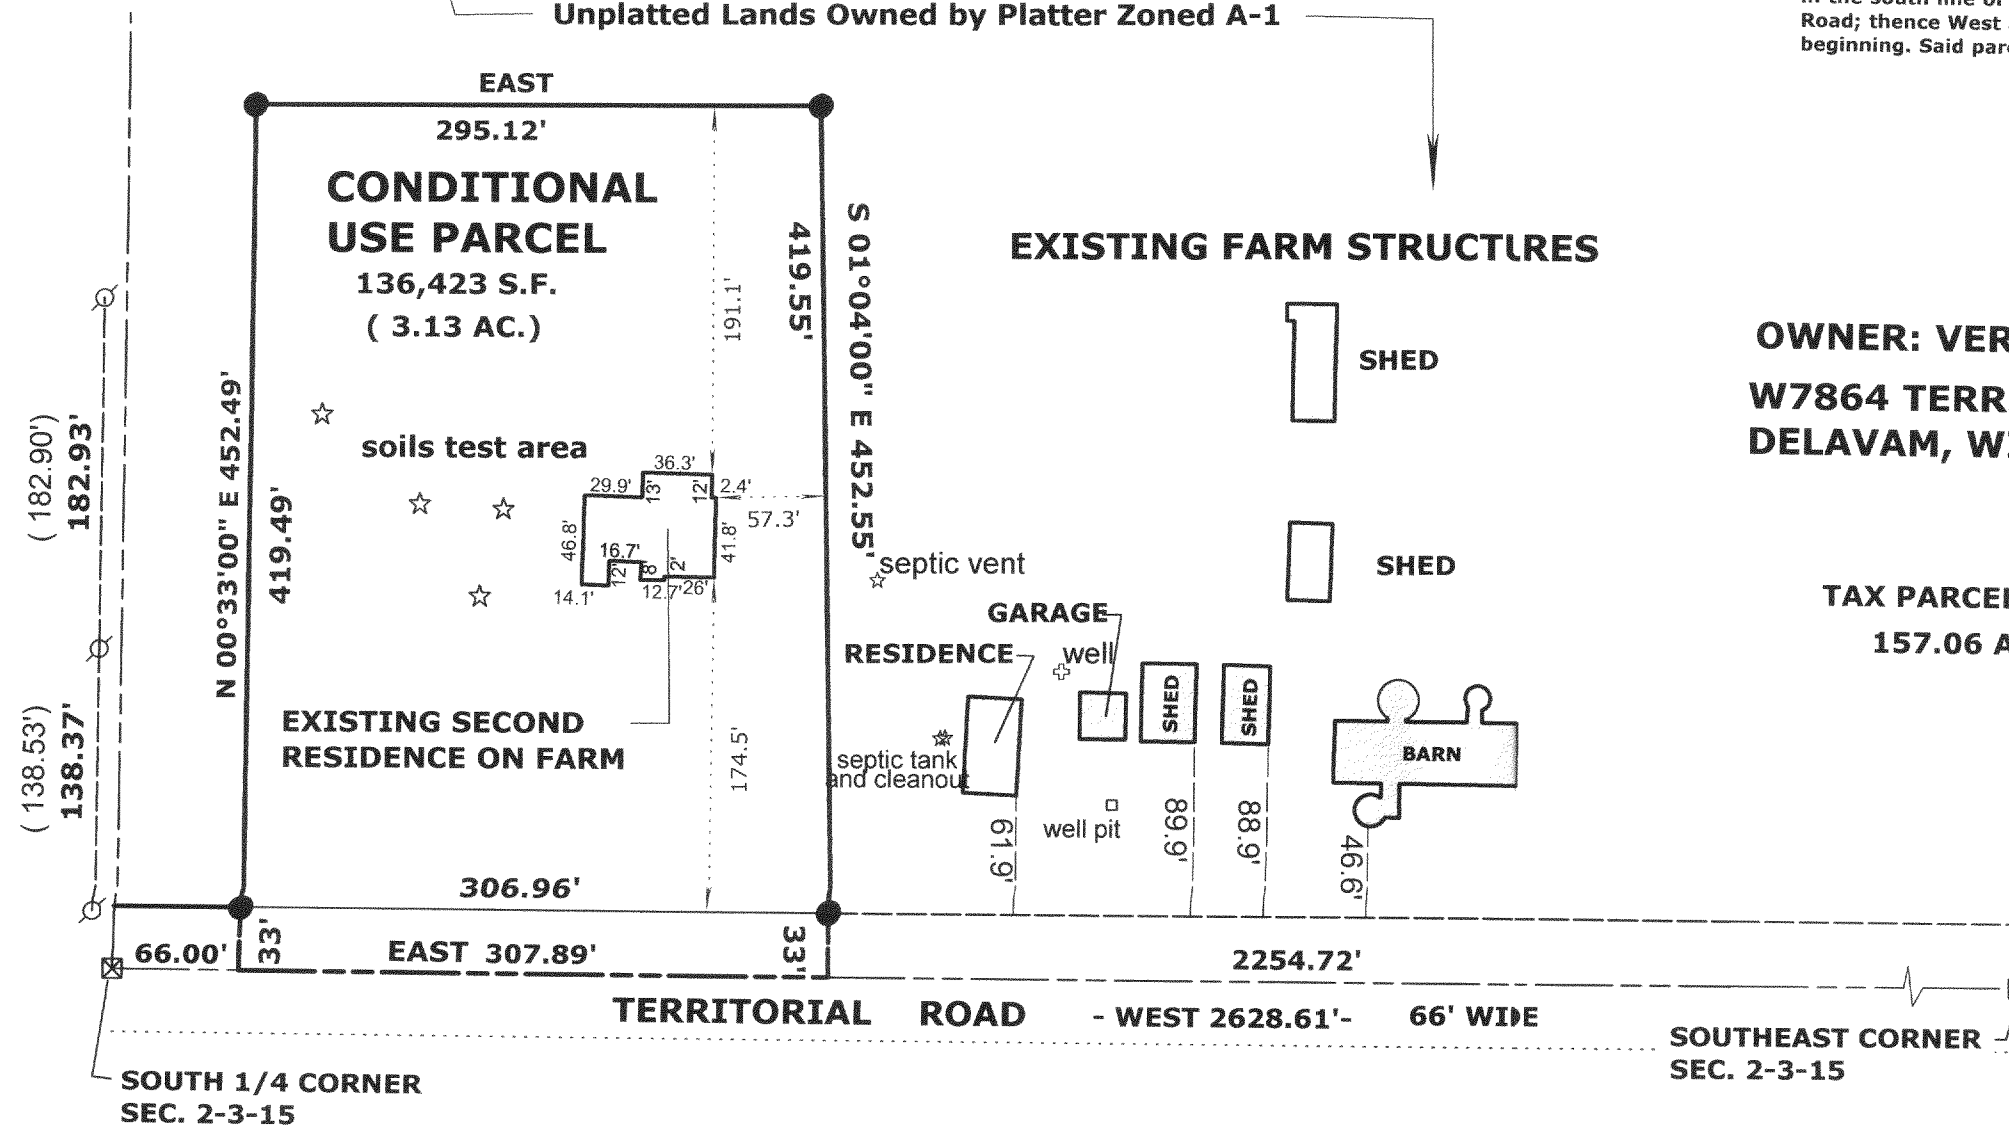 Unplatted Lands Owned by Platter Zoned A-1
Road; thence West
beginning. Said
EAST
295.12'
CONDITIONAL
USE PARCEL
136,423 S.F.
( 3.13 AC.)
191.1'
419.55'
S 01°04'00" E 452.55'
EXISTING FARM STRUCTURES
SHED
OWNER:
W7864
DELAVAM,
N 00°33'00" E 452.49'
419.49'
( 182.90')
182.93'
soils test area
36.3'
29.9'
13'
12'
2.4'
57.3'
46.8'
41.8'
16.7'
12'
8'
2'
14.1'
12.7'
26'
septic vent
SHED
TAX
157.06
GARAGE
RESIDENCE
well
SHED
SHED
BARN
EXISTING SECOND
RESIDENCE ON FARM
174.5'
septic tank
and cleanout
well pit
61.9'
89.9'
88.9'
46.6'
( 138.53')
138.37'
306.96'
66.00'
33'
EAST 307.89'
33'
2254.72'
TERRITORIAL ROAD - WEST 2628.61'- 66' WIDE
SOUTHEAST CORNER
SEC. 2-3-15
SOUTH 1/4 CORNER
SEC. 2-3-15